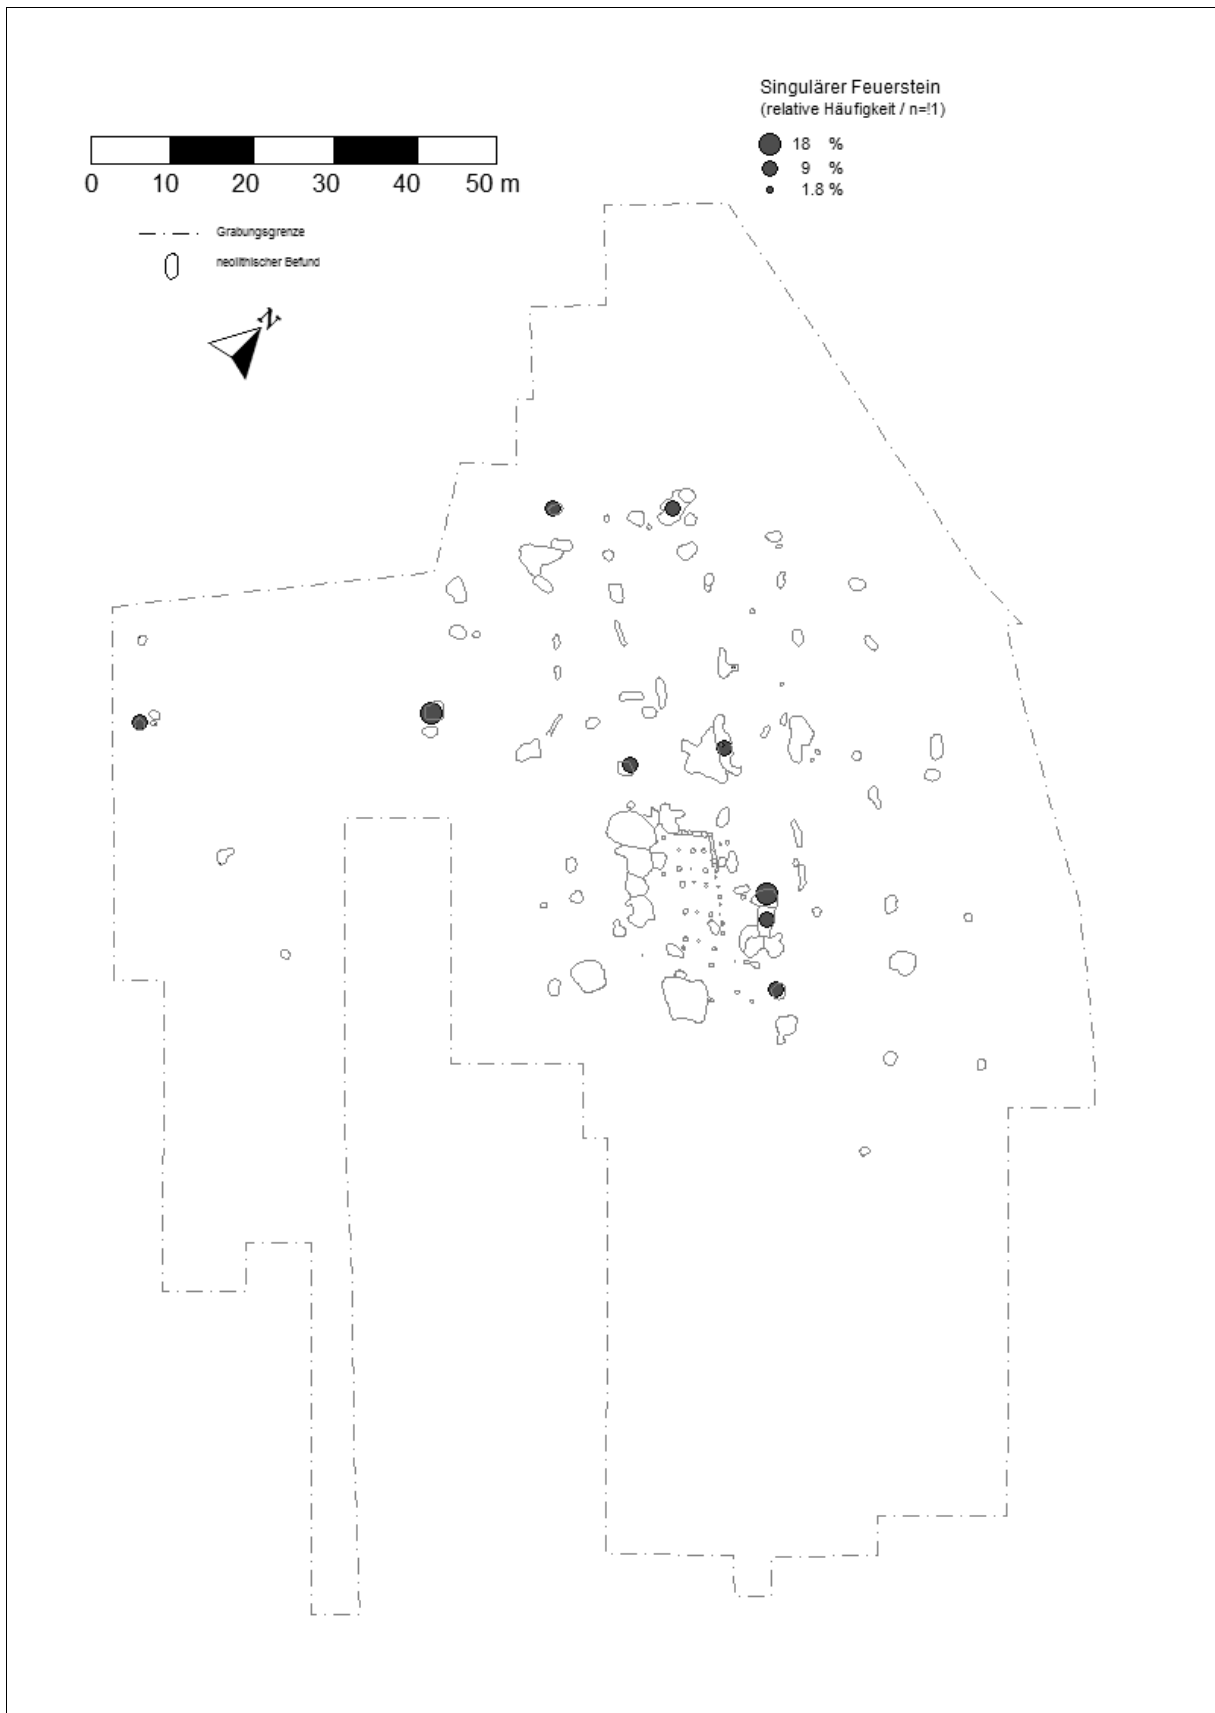 Singulärer Feuerstein
(relative Häufigkeit / n=!1)
18 %
9 %
1.8 %
0 10 20 30 40 50 m
Grabungsgrenze
neolithischer Befund
N